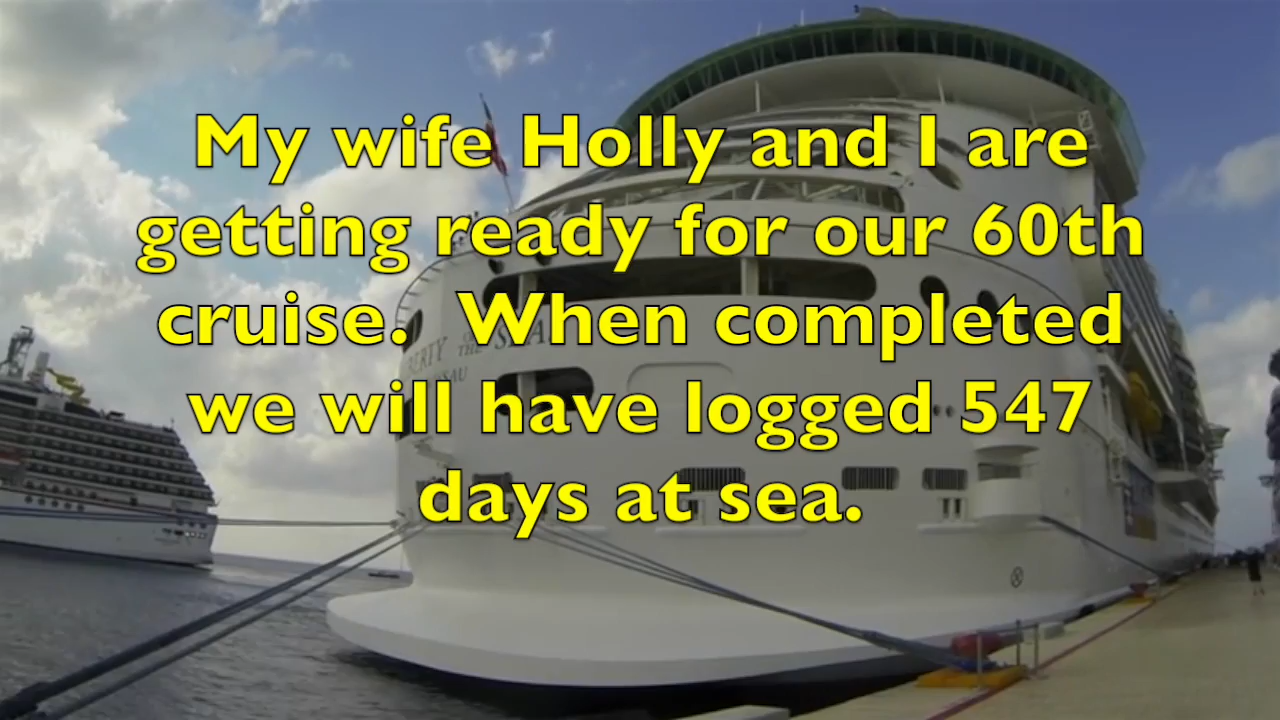 My wife Holly and I are
getting ready for our 60th
cruise. When completed
we will have logged 547
days at sea.